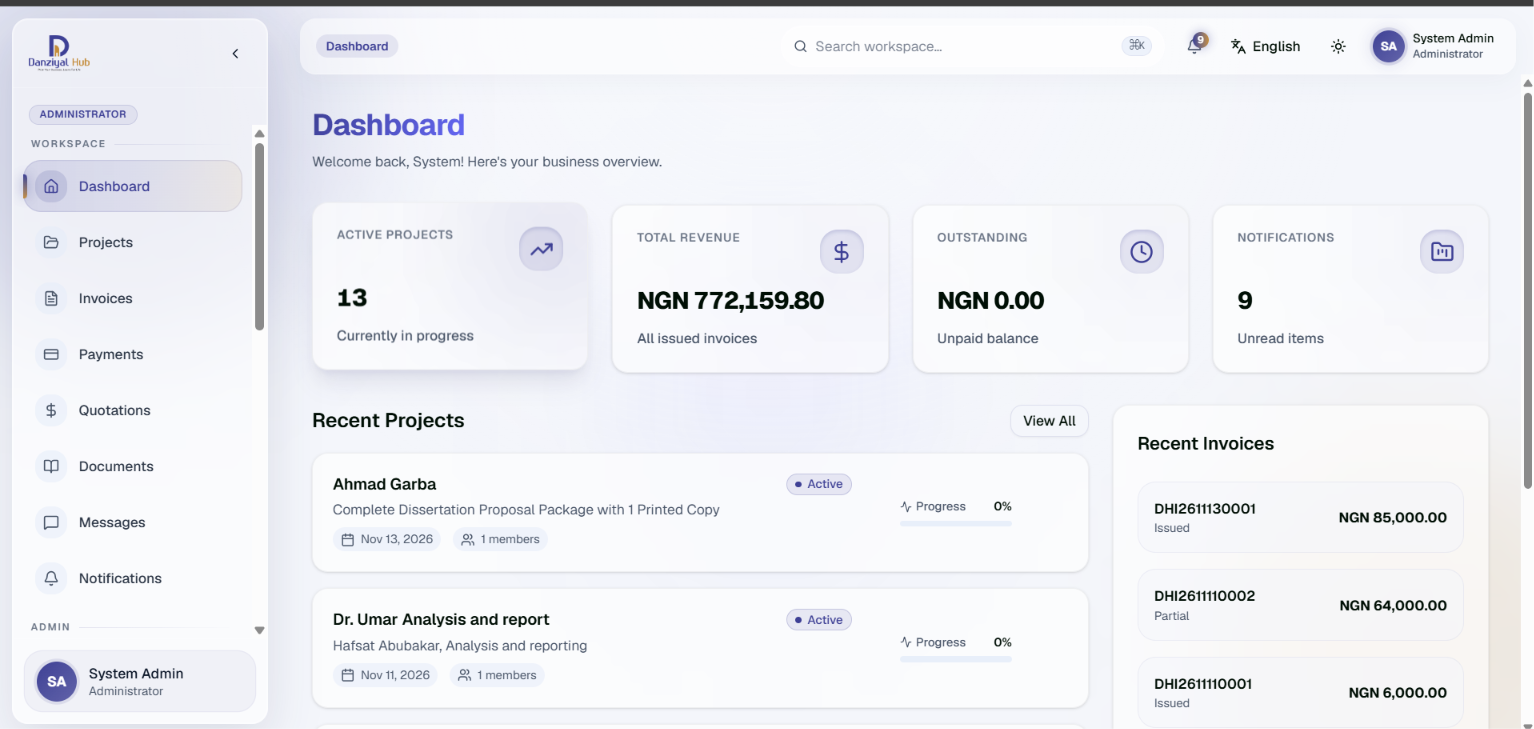 Danziyal Hub
ADMINISTRATOR
WORKSPACE
Dashboard
Projects
Invoices
Payments
Quotations
Documents
Messages
Notifications
ADMIN
SA
System Admin
Administrator
Dashboard
Search workspace...
⌘K
9
English
SA
System Admin
Administrator
Dashboard
Welcome back, System! Here's your business overview.
ACTIVE PROJECTS
13
Currently in progress
TOTAL REVENUE
NGN 772,159.80
All issued invoices
OUTSTANDING
NGN 0.00
Unpaid balance
NOTIFICATIONS
9
Unread items
Recent Projects
View All
Ahmad Garba
Active
Complete Dissertation Proposal Package with 1 Printed Copy
Progress 0%
Nov 13, 2026
1 members
Dr. Umar Analysis and report
Active
Hafsat Abubakar, Analysis and reporting
Progress 0%
Nov 11, 2026
1 members
Recent Invoices
DHI2611130001
Issued
NGN 85,000.00
DHI2611110002
Partial
NGN 64,000.00
DHI2611110001
Issued
NGN 6,000.00